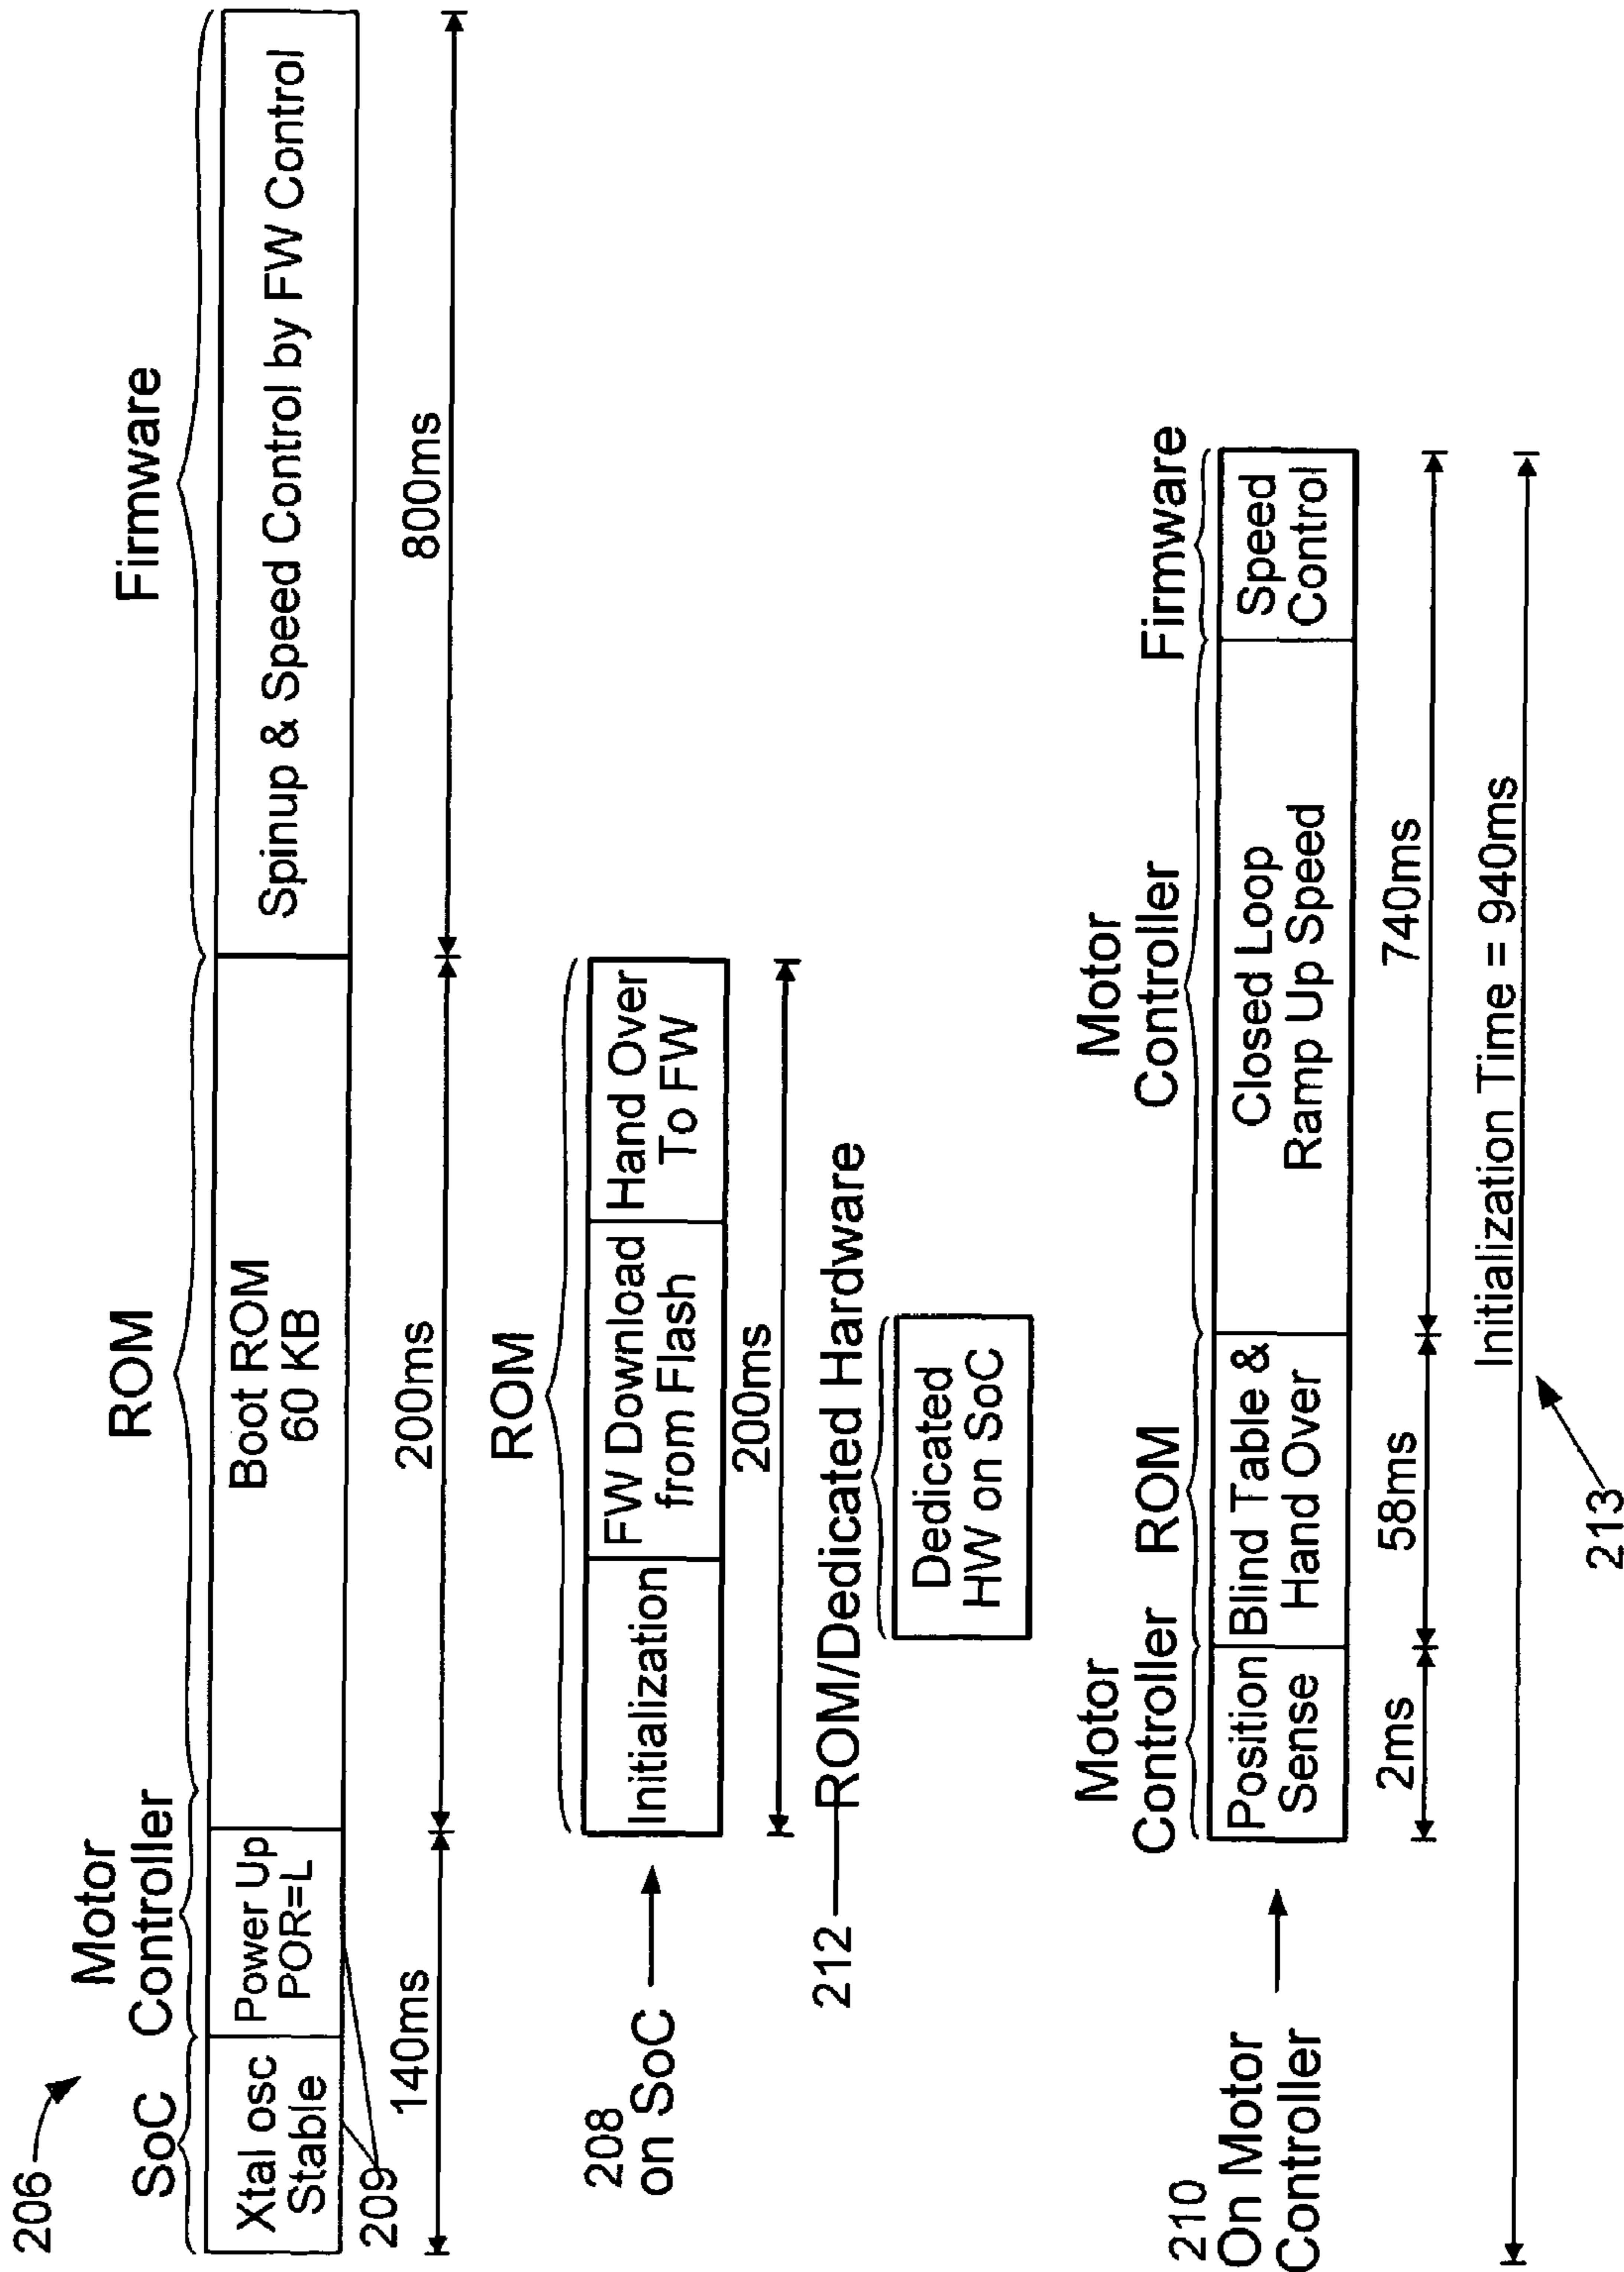 206
SoC
Motor
Controller
ROM
Firmware
Xtal osc
Stable
Power Up
POR=L
Boot ROM
60 KB
Spinup & Speed Control by FW Control
209
140ms
200ms
800ms
208
on SoC
ROM
Initialization
FW Download
from Flash
Hand Over
To FW
200ms
212
ROM/Dedicated Hardware
Dedicated
HW on SoC
210
On Motor
Controller
Motor
Controller
ROM
Motor
Controller
Firmware
Position
Sense
Blind Table &
Hand Over
Closed Loop
Ramp Up Speed
Speed
Control
2ms
58ms
740ms
Initialization Time = 940ms
213